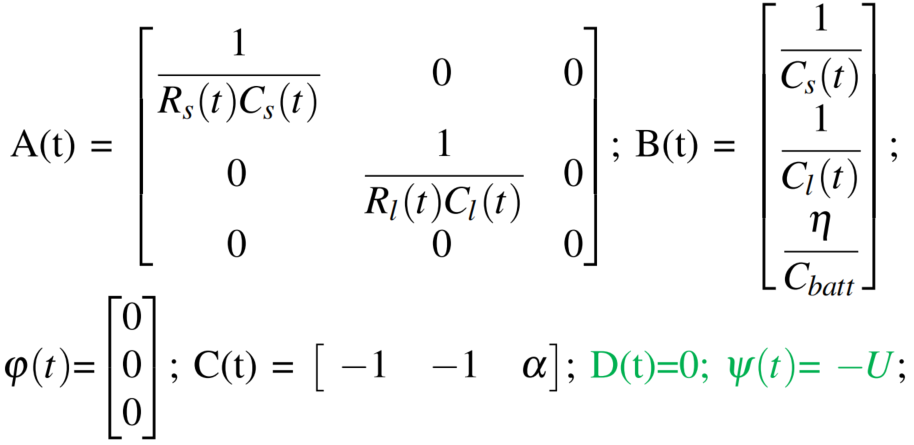 A(t) = [ 1/(R_s(t)C_s(t)) 0 0 ; 0 1/(R_l(t)C_l(t)) 0 ; 0 0 0 ] ; B(t) = [ 1/C_s(t) ; 1/C_l(t) ; η/C_batt ] ;
φ(t)= [ 0 ; 0 ; 0 ] ; C(t) = [ −1 −1 α] ; D(t)=0; ψ(t)= −U;